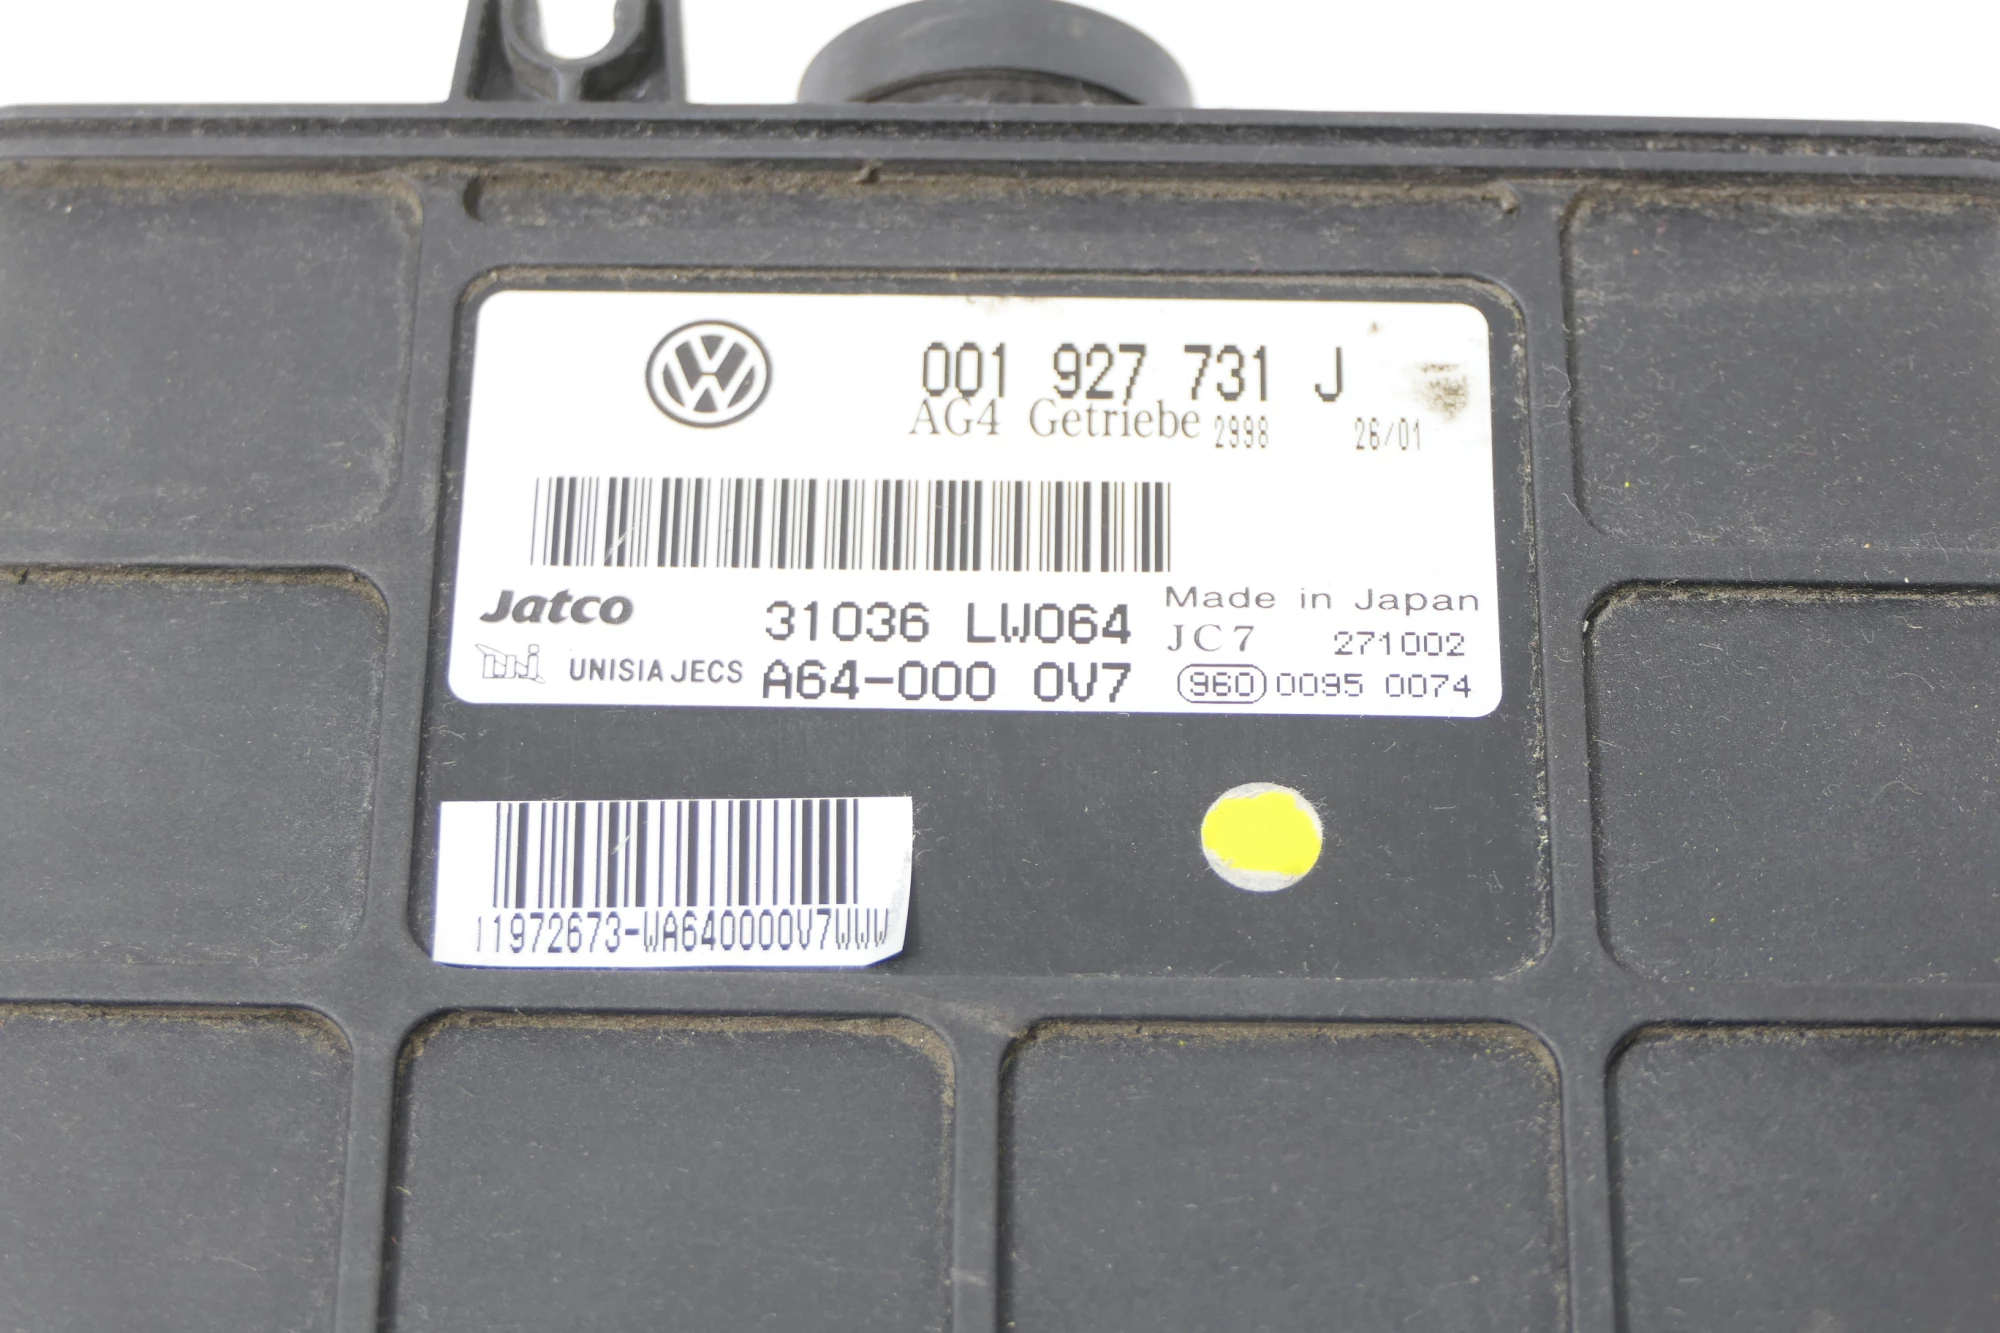 001 927 731 J
AG4 Getriebe 2998 26/01
Jatco 31036 LW064 Made in Japan
JC7 271002
UNISIA JECS A64-000 0V7 960 0095 0074
11972673-WA640000V7WWW